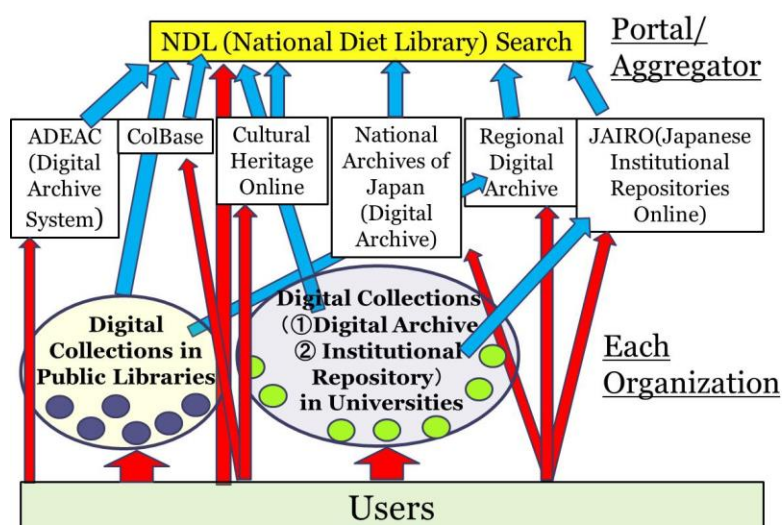 NDL (National Diet Library) Search
Portal/
Aggregator
ADEAC
(Digital
Archive
System)
ColBase
Cultural
Heritage
Online
National
Archives of
Japan
(Digital
Archive)
Regional
Digital
Archive
JAIRO(Japanese
Institutional
Repositories
Online)
Digital
Collections in
Public Libraries
Digital Collections
(①Digital Archive
② Institutional
Repository)
in Universities
Each
Organization
Users